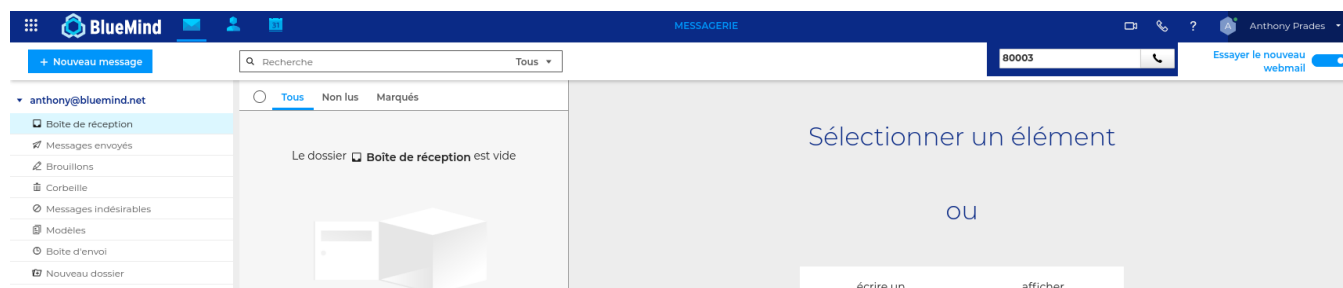 BlueMind
31
MESSAGERIE
?
A
Anthony Prades
+ Nouveau message
Recherche
Tous
80003
Essayer le nouveau
webmail
anthony@bluemind.net
Boîte de réception
Messages envoyés
Brouillons
Corbeille
Messages indésirables
Modèles
Boîte d'envoi
Nouveau dossier
Tous Non lus Marqués
Le dossier Boîte de réception est vide
Sélectionner un élément
ou
écrire un afficher